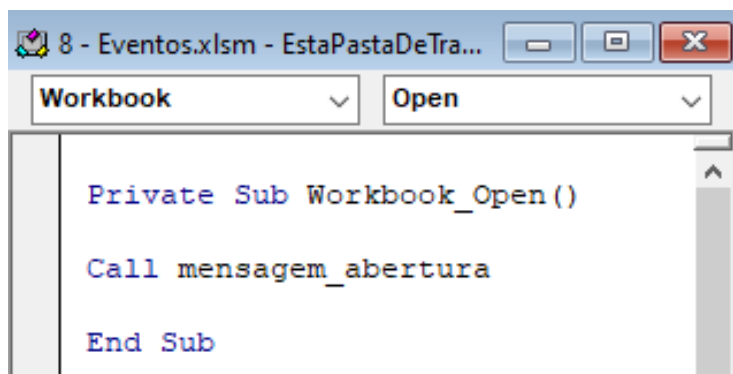 8 - Eventos.xlsm - EstaPastaDeTra...
Workbook Open
Private Sub Workbook_Open()
Call mensagem_abertura
End Sub